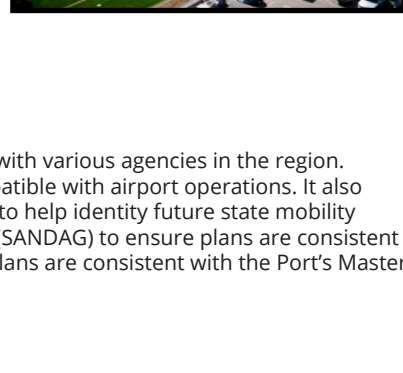 with various agencies in the region.
patible with airport operations. It also
to help identity future state mobility
(SANDAG) to ensure plans are consistent
plans are consistent with the Port’s Master